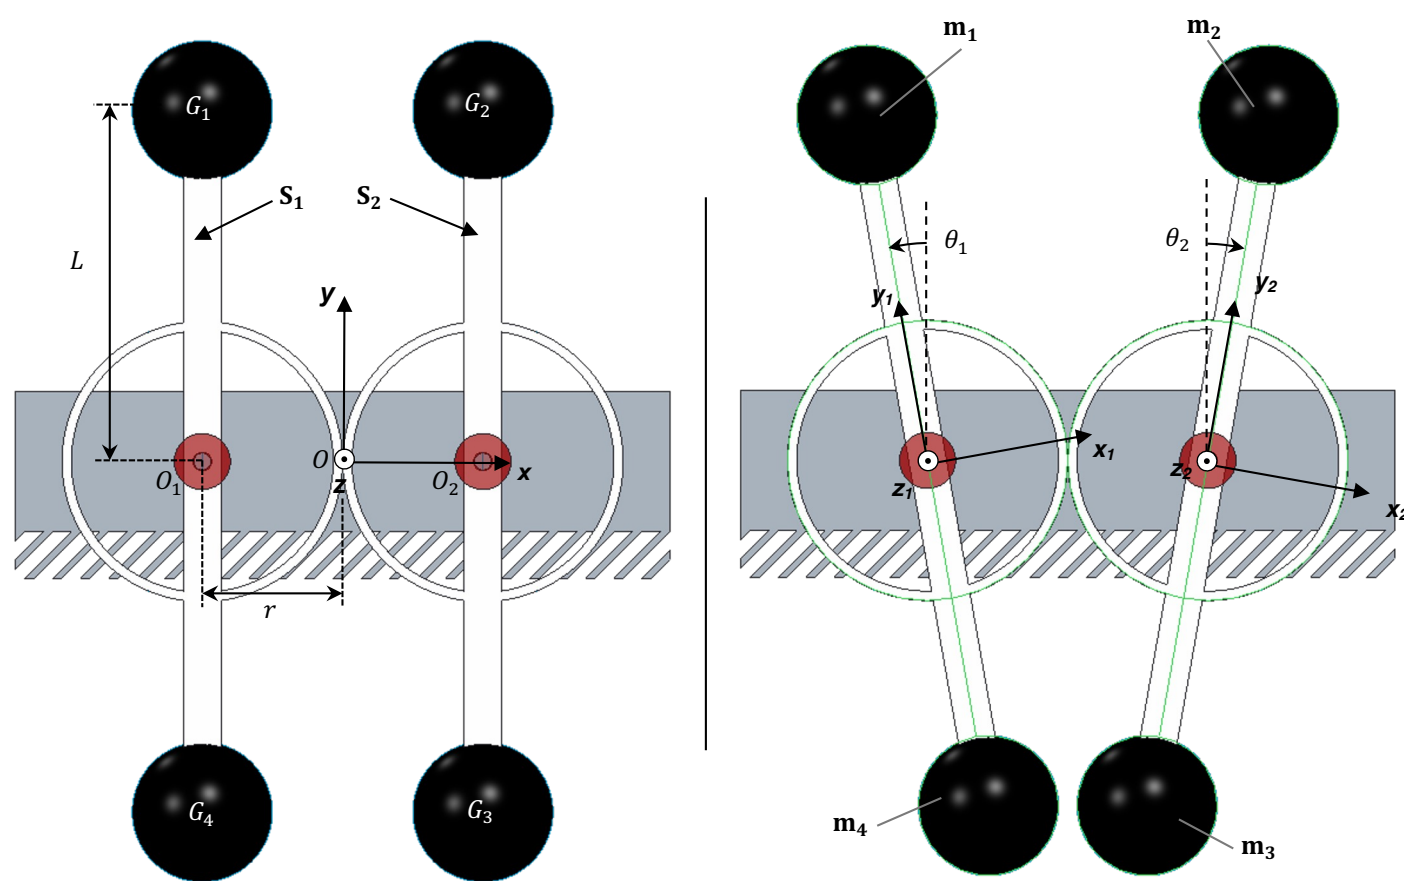 G₁
G₂
S₁
S₂
L
y
O₁
O
z
O₂
x
r
G₄
G₃
m₁
m₂
θ₁
θ₂
y₁
y₂
x₁
z₁
z₂
x₂
m₄
m₃